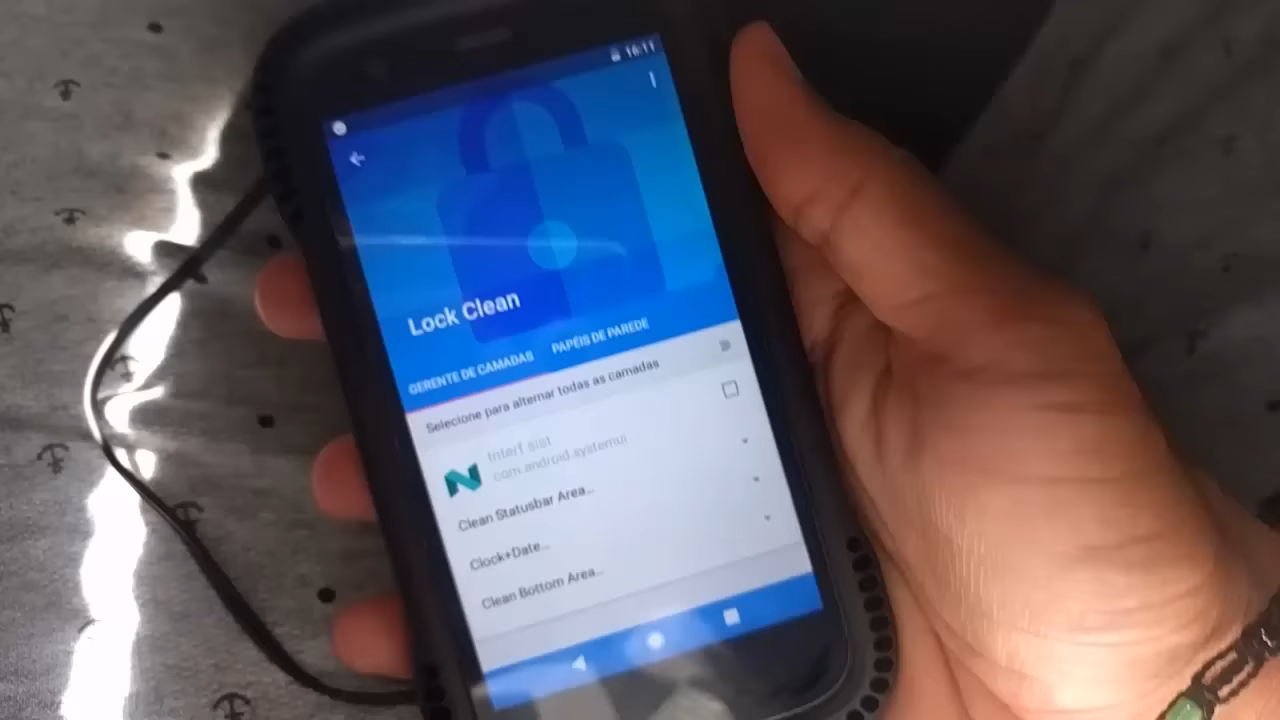 16:11
Lock Clean
GERENTE DE CAMADAS PAPÉIS DE PAREDE
Selecione para alternar todas as camadas
Interf sist
com.android.systemui
Clean Statusbar Area...
Clock+Date...
Clean Bottom Area...